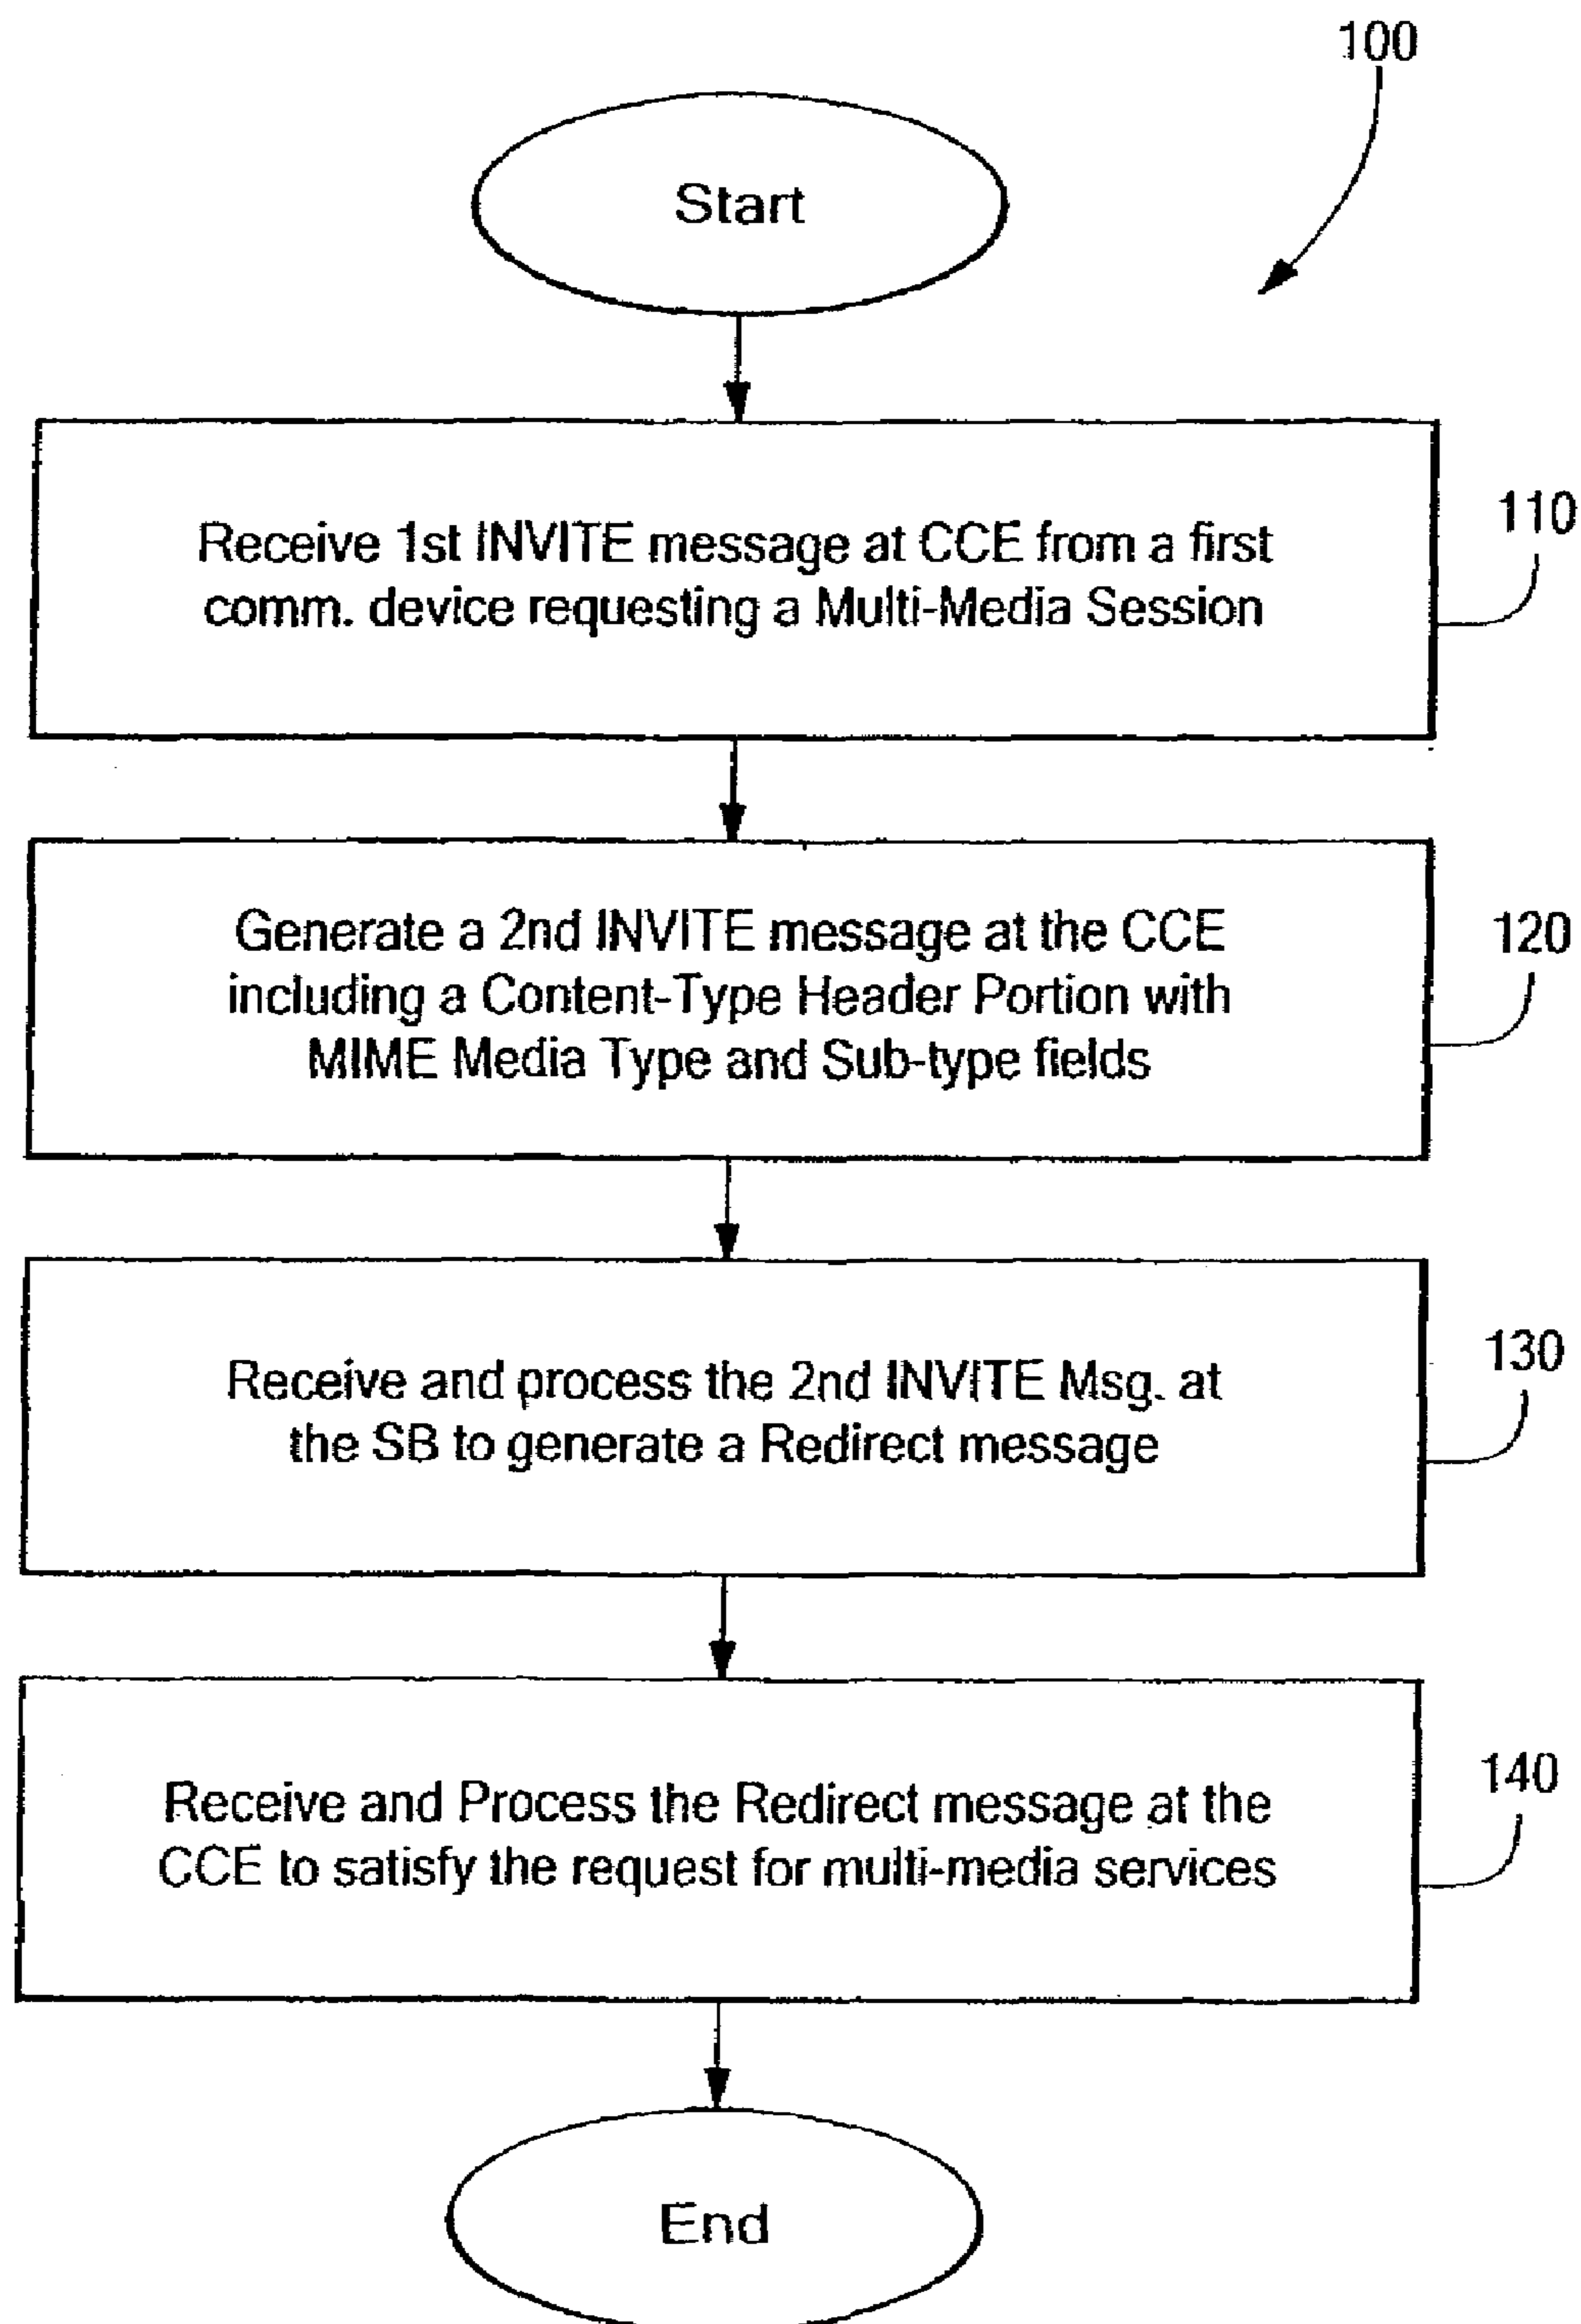 100
Start
Receive 1st INVITE message at CCE from a first
comm. device requesting a Multi-Media Session
110
Generate a 2nd INVITE message at the CCE
including a Content-Type Header Portion with
MIME Media Type and Sub-type fields
120
Receive and process the 2nd INVITE Msg. at
the SB to generate a Redirect message
130
Receive and Process the Redirect message at the
CCE to satisfy the request for multi-media services
140
End